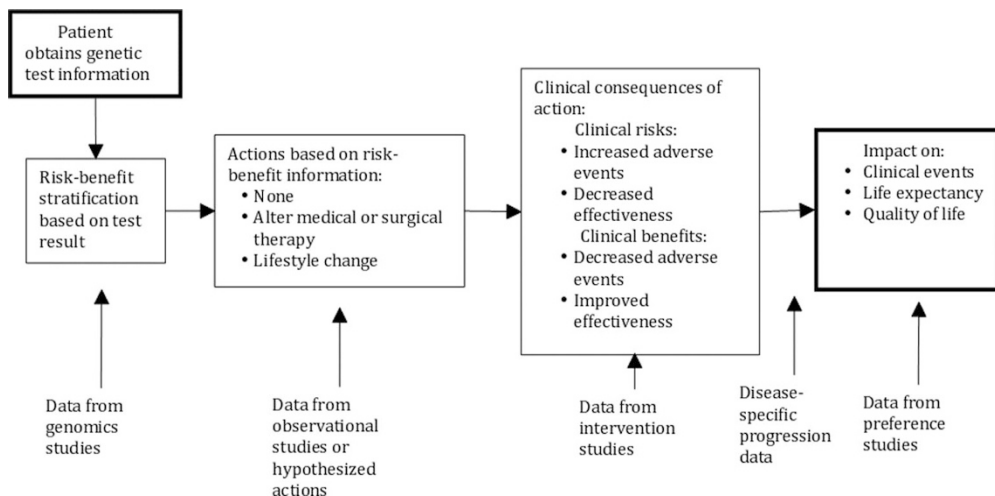 Patient
obtains genetic
test information
Risk-benefit
stratification
based on test
result
Actions based on risk-
benefit information:
• None
• Alter medical or surgical
therapy
• Lifestyle change
Clinical consequences of
action:
Clinical risks:
• Increased adverse
events
• Decreased
effectiveness
Clinical benefits:
• Decreased adverse
events
• Improved
effectiveness
Impact on:
• Clinical events
• Life expectancy
• Quality of life
Data from
genomics
studies
Data from
observational
studies or
hypothesized
actions
Data from
intervention
studies
Disease-
specific
progression
data
Data from
preference
studies